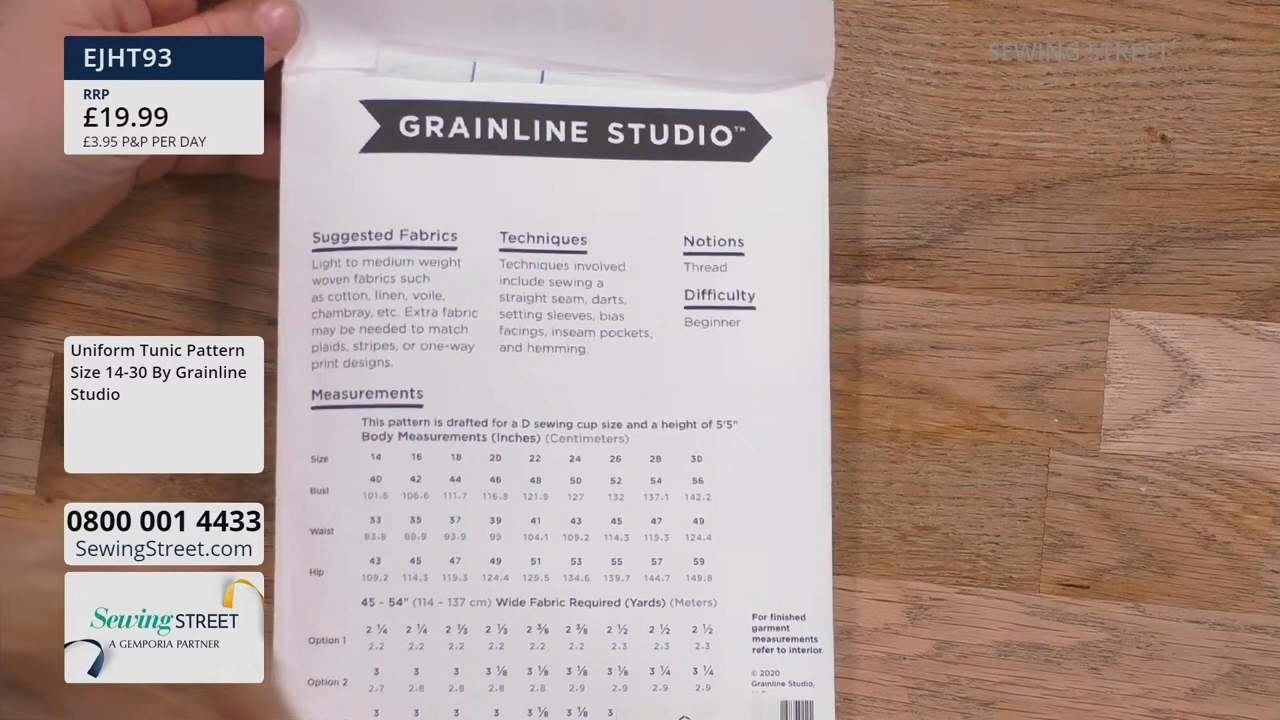 EJHT93
RRP
£19.99
£3.95 P&P PER DAY
SEWING STREET
GRAINLINE STUDIO™
Suggested Fabrics
Light to medium weight
woven fabrics such
as cotton, linen, voile,
chambray, etc. Extra fabric
may be needed to match
plaids, stripes, or one-way
print designs.
Techniques
Techniques involved
include sewing a
straight seam, darts,
setting sleeves, bias
facings, inseam pockets,
and hemming.
Notions
Thread
Difficulty
Beginner
Uniform Tunic Pattern
Size 14-30 By Grainline
Studio
Measurements
This pattern is drafted for a D sewing cup size and a height of 5'5"
Body Measurements (Inches) (Centimeters)
Size 14 16 18 20 22 24 26 28 30
Bust 40 42 44 46 48 50 52 54 56
101.6 106.6 111.7 116.8 121.9 127 132 137.1 142.2
Waist 33 35 37 39 41 43 45 47 49
83.8 88.9 93.9 99 104.1 109.2 114.3 119.3 124.4
Hip 43 45 47 49 51 53 55 57 59
109.2 114.3 119.3 124.4 129.5 134.6 139.7 144.7 149.8
45 - 54" (114 - 137 cm) Wide Fabric Required (Yards) (Meters)
Option 1 2 ¼ 2 ¼ 2 ⅓ 2 ⅓ 2 ⅜ 2 ⅜ 2 ½ 2 ½ 2 ½
2.2 2.2 2.2 2.2 2.2 2.2 2.3 2.3 2.3
Option 2 3 3 3 3 ⅛ 3 ⅛ 3 ⅛ 3 ⅛ 3 ¼ 3 ¼
2.7 2.8 2.8 2.8 2.8 2.9 2.9 2.9 2.9
3 3 3 3 3 ⅛ 3 ⅛ 3
For finished
garment
measurements
refer to interior.
© 2020
Grainline Studio,
0800 001 4433
SewingStreet.com
Sewing STREET
A GEMPORIA PARTNER